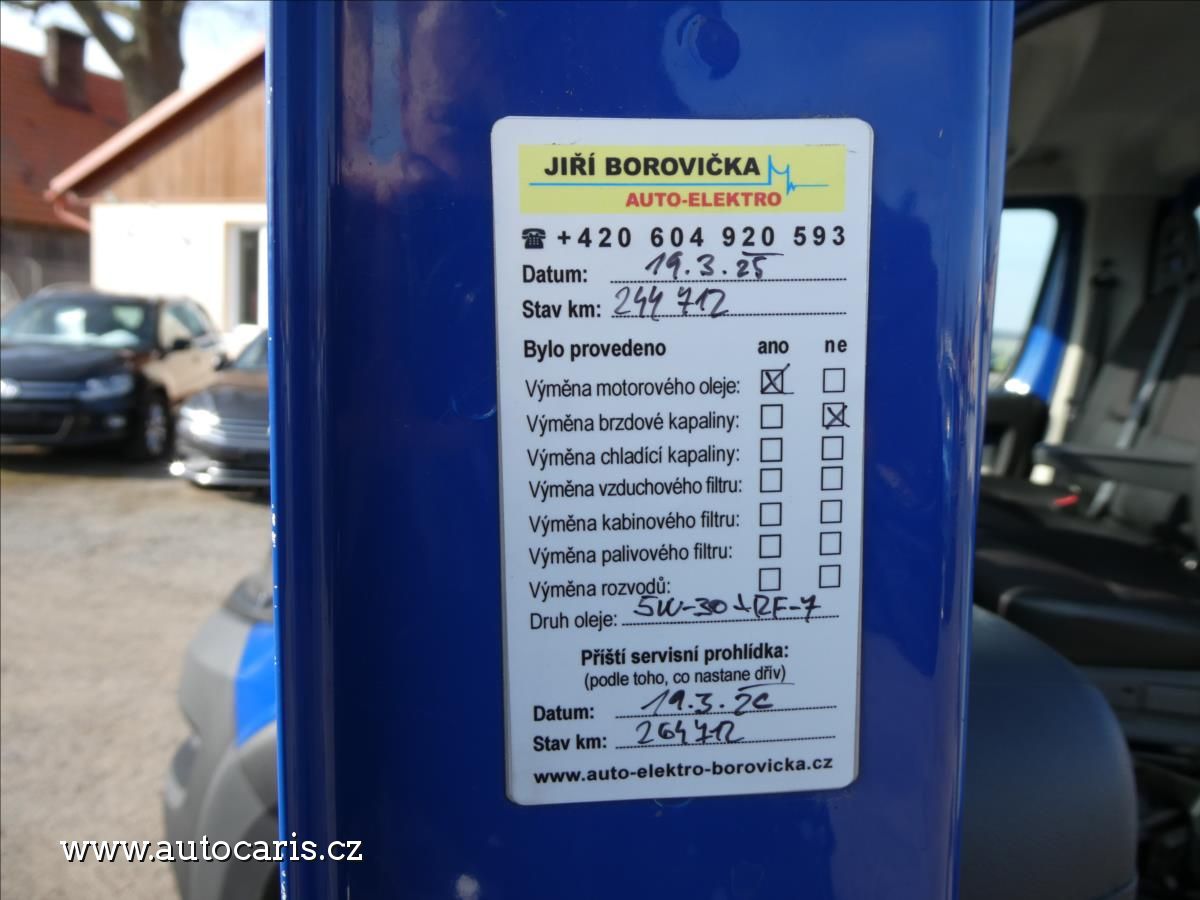 JIŘÍ BOROVIČKA
AUTO-ELEKTRO
☎ +420 604 920 593
Datum: 19.3.25
Stav km: 244 712
Bylo provedeno ano ne
Výměna motorového oleje: ☒ ☐
Výměna brzdové kapaliny: ☐ ☒
Výměna chladící kapaliny: ☐ ☐
Výměna vzduchového filtru: ☐ ☐
Výměna kabinového filtru: ☐ ☐
Výměna palivového filtru: ☐ ☐
Výměna rozvodů: ☐ ☐
Druh oleje: 5W-30
Příští servisní prohlídka:
(podle toho, co nastane dřív)
Datum: 19.3.26
Stav km: 264712
www.auto-elektro-borovicka.cz
www.autocaris.cz